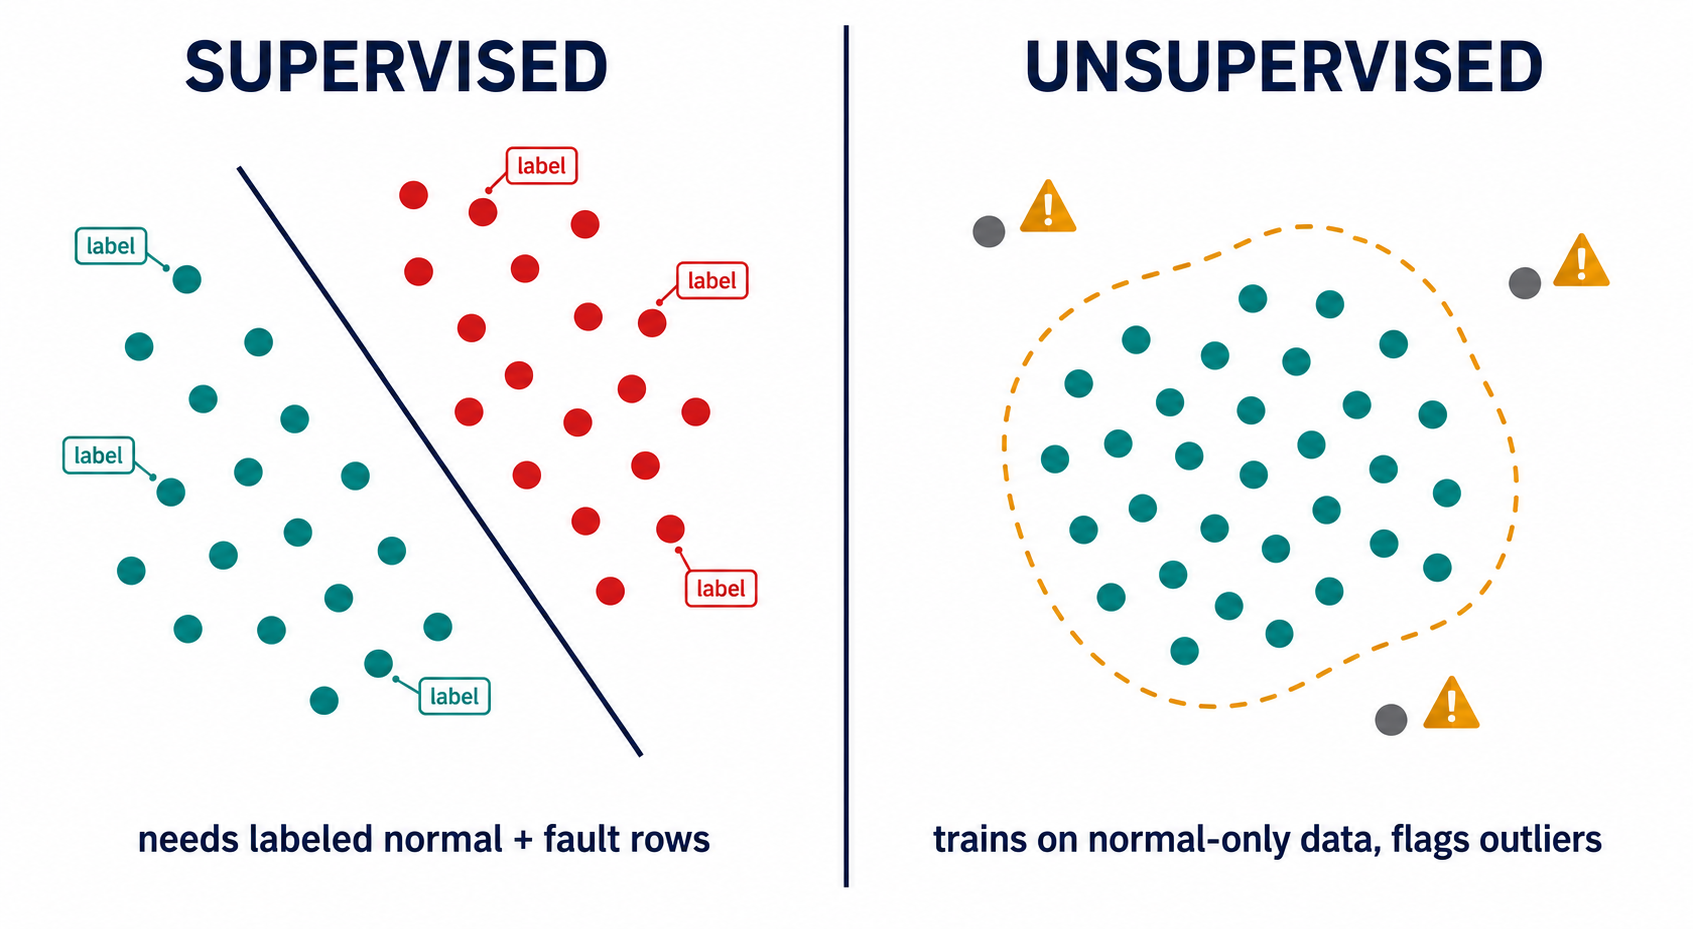 SUPERVISED
label
label
label
label
label
label
needs labeled normal + fault rows
UNSUPERVISED
!
!
!
trains on normal-only data, flags outliers